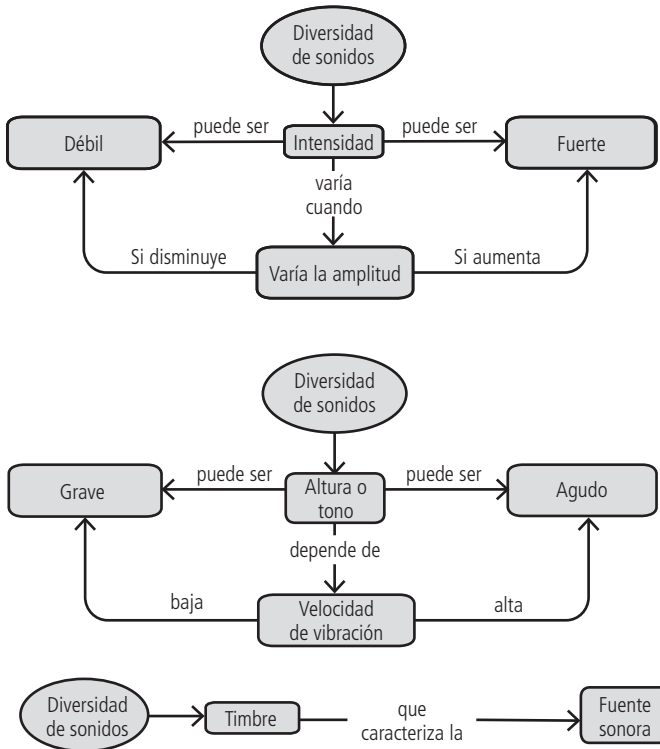 Diversidad
de sonidos
Débil
puede ser
Intensidad
puede ser
Fuerte
varía
cuando
Si disminuye
Varía la amplitud
Si aumenta
Diversidad
de sonidos
Grave
puede ser
Altura o
tono
puede ser
Agudo
depende de
baja
Velocidad
de vibración
alta
Diversidad
de sonidos
Timbre
que
caracteriza la
Fuente
sonora